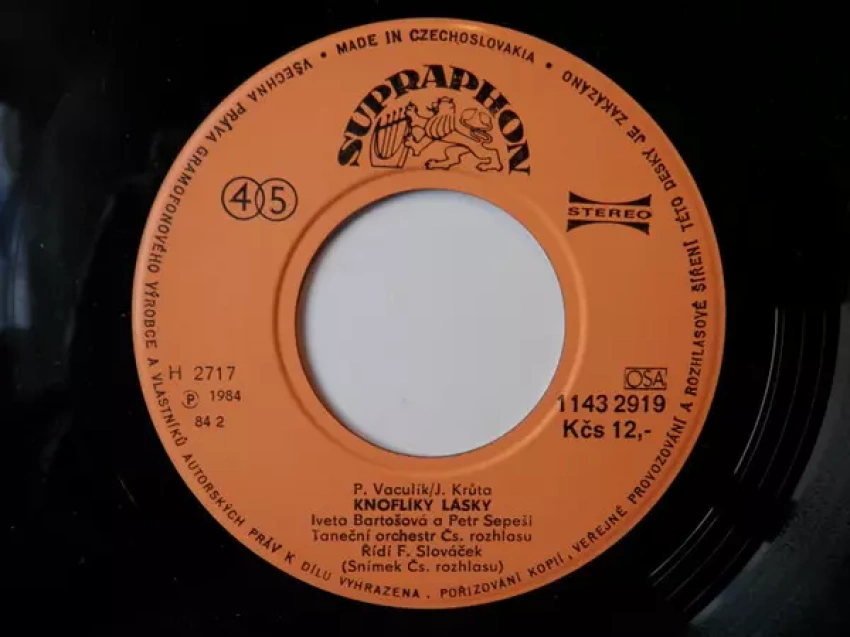 VŠECHNA PRÁVA GRAMOFONOVÉHO VÝROBCE A VLASTNÍKŮ AUTORSKÝCH PRÁV K DÍLU VYHRAZENA. POŘIZOVÁNÍ KOPIÍ, VEŘEJNÉ PROVOZOVÁNÍ A ROZHLASOVÉ ŠÍŘENÍ TÉTO DESKY JE ZAKÁZÁNO
• MADE IN CZECHOSLOVAKIA •
SUPRAPHON
45
STEREO
H 2717
Ⓟ 1984
84 2
OSA
1143 2919
Kčs 12,-
P. Vaculík/J. Krůta
KNOFLÍKY LÁSKY
Iveta Bartošová a Petr Sepeši
Taneční orchestr Čs. rozhlasu
Řídí F. Slováček
(Snímek Čs. rozhlasu)